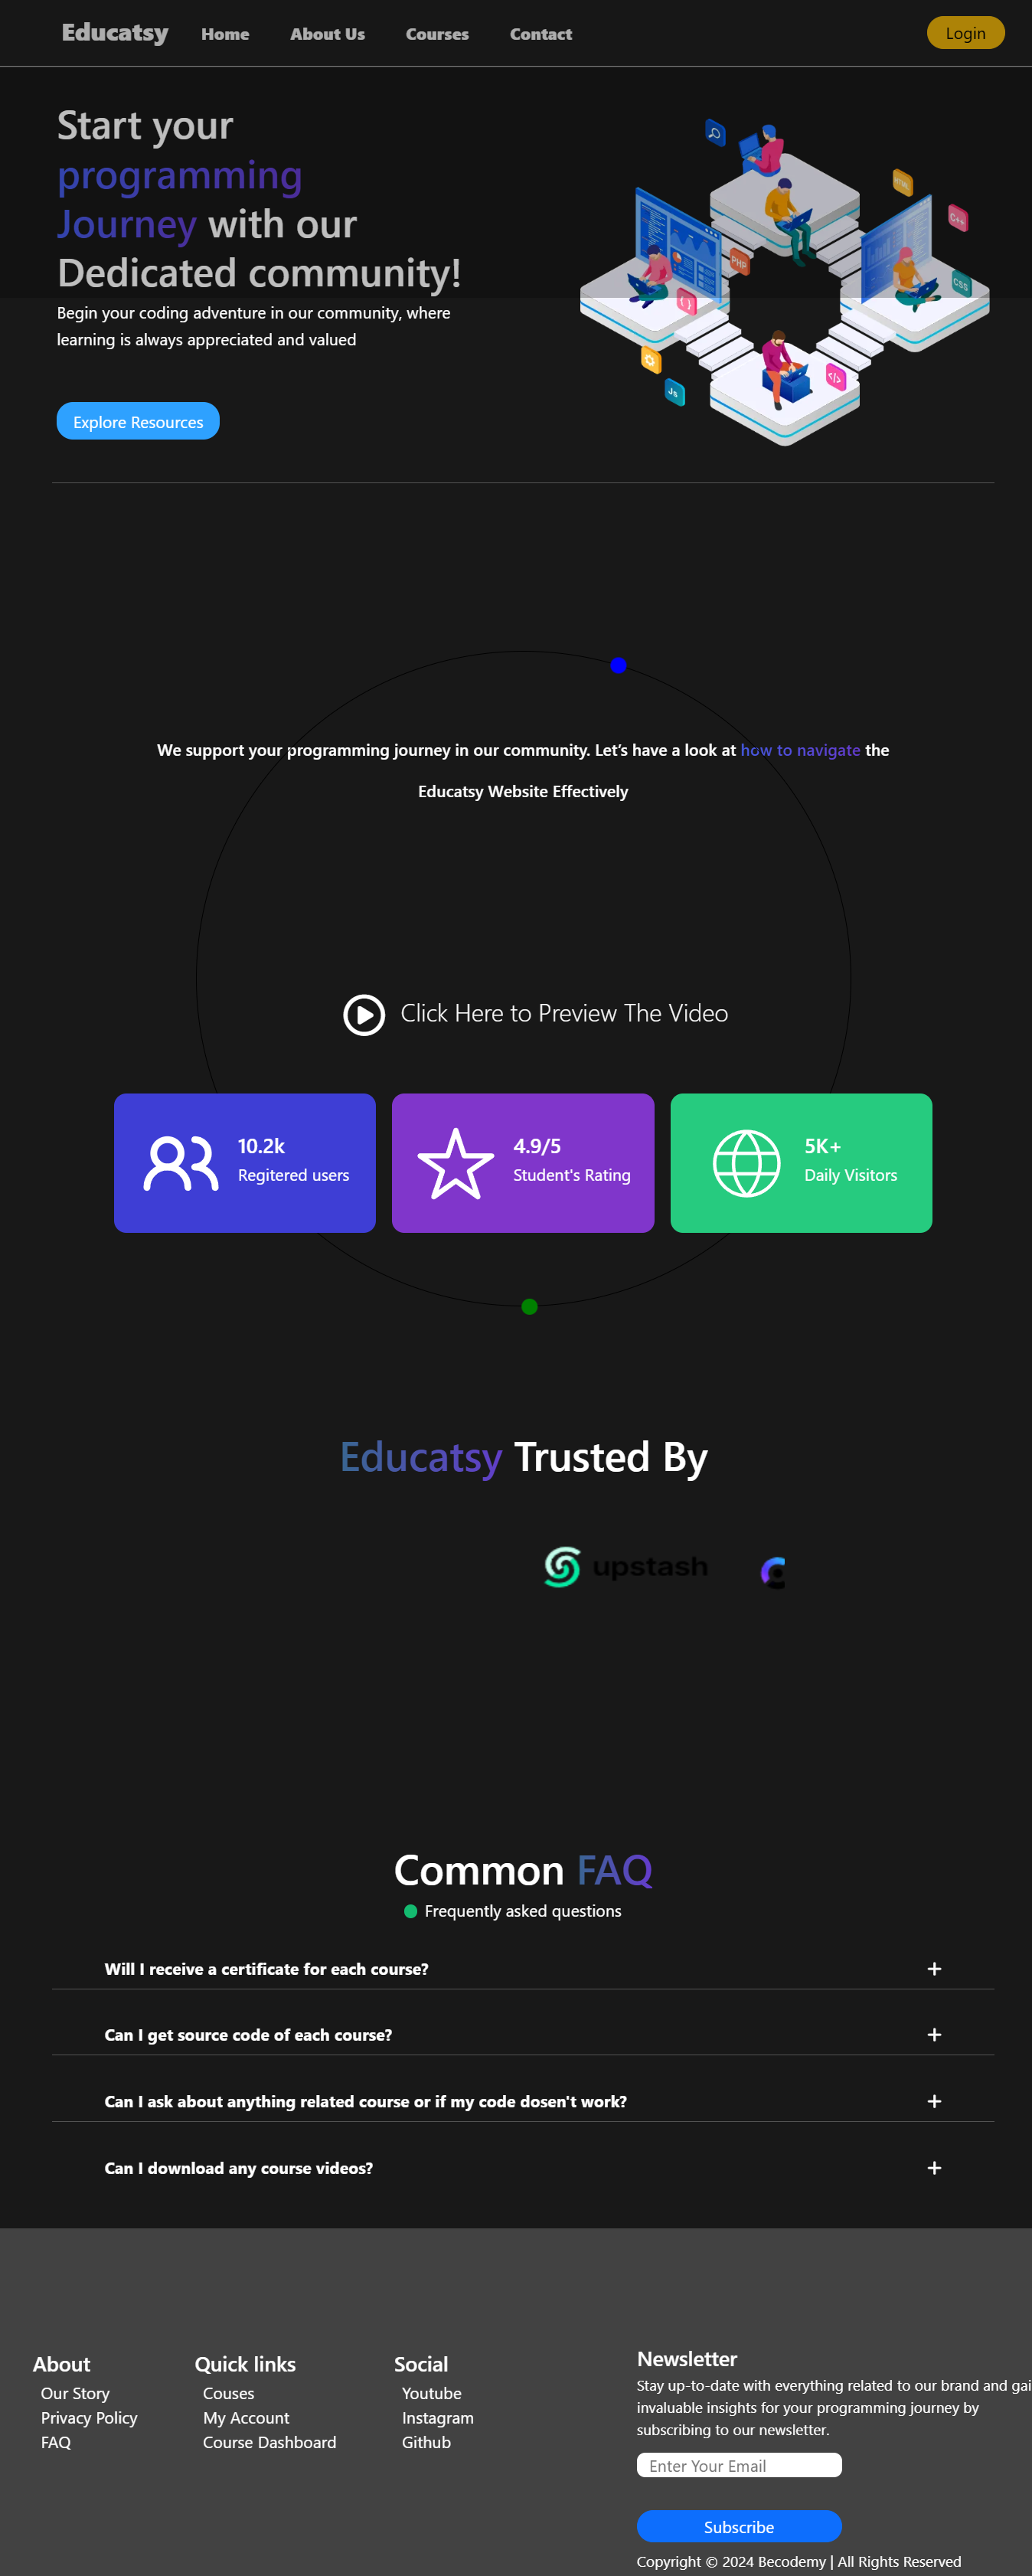 Educatsy
Home
About Us
Courses
Contact
Login
Start your
programming
Journey with our
Dedicated community!
Begin your coding adventure in our community, where
learning is always appreciated and valued
Explore Resources
HTML
C++
PHP
CSS
{ }
</>
Js
We support your programming journey in our community. Let’s have a look at how to navigate the
Educatsy Website Effectively
Click Here to Preview The Video
10.2k
Regitered users
4.9/5
Student's Rating
5K+
Daily Visitors
Educatsy Trusted By
upstash
Common FAQ
Frequently asked questions
Will I receive a certificate for each course?
Can I get source code of each course?
Can I ask about anything related course or if my code dosen't work?
Can I download any course videos?
About
Our Story
Privacy Policy
FAQ
Quick links
Couses
My Account
Course Dashboard
Social
Youtube
Instagram
Github
Newsletter
Stay up-to-date with everything related to our brand and gai
invaluable insights for your programming journey by
subscribing to our newsletter.
Enter Your Email
Subscribe
Copyright © 2024 Becodemy | All Rights Reserved